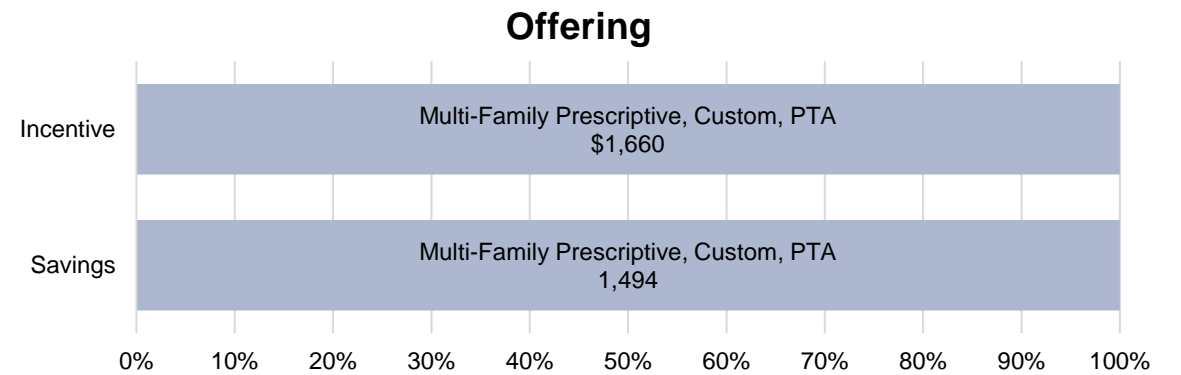 Offering
Incentive
Multi-Family Prescriptive, Custom, PTA
$1,660
Savings
Multi-Family Prescriptive, Custom, PTA
1,494
0% 10% 20% 30% 40% 50% 60% 70% 80% 90% 100%